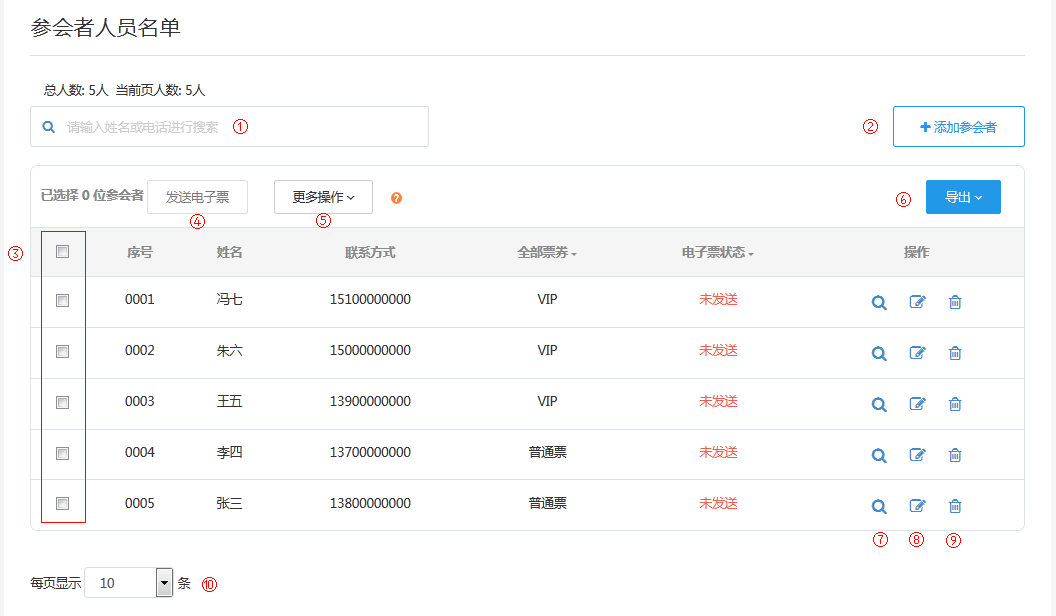 参会者人员名单
总人数: 5人 当前页人数: 5人
请输入姓名或电话进行搜索 ① ② 添加参会者
已选择 0 位参会者 发送电子票 更多操作 ⑥ 导出
④ ⑤
③ 序号 姓名 联系方式 全部票券 电子票状态 操作
0001 冯七 15100000000 VIP 未发送
0002 朱六 15000000000 VIP 未发送
0003 王五 13900000000 VIP 未发送
0004 李四 13700000000 普通票 未发送
0005 张三 13800000000 普通票 未发送
⑦ ⑧ ⑨
每页显示 10 条 ⑩